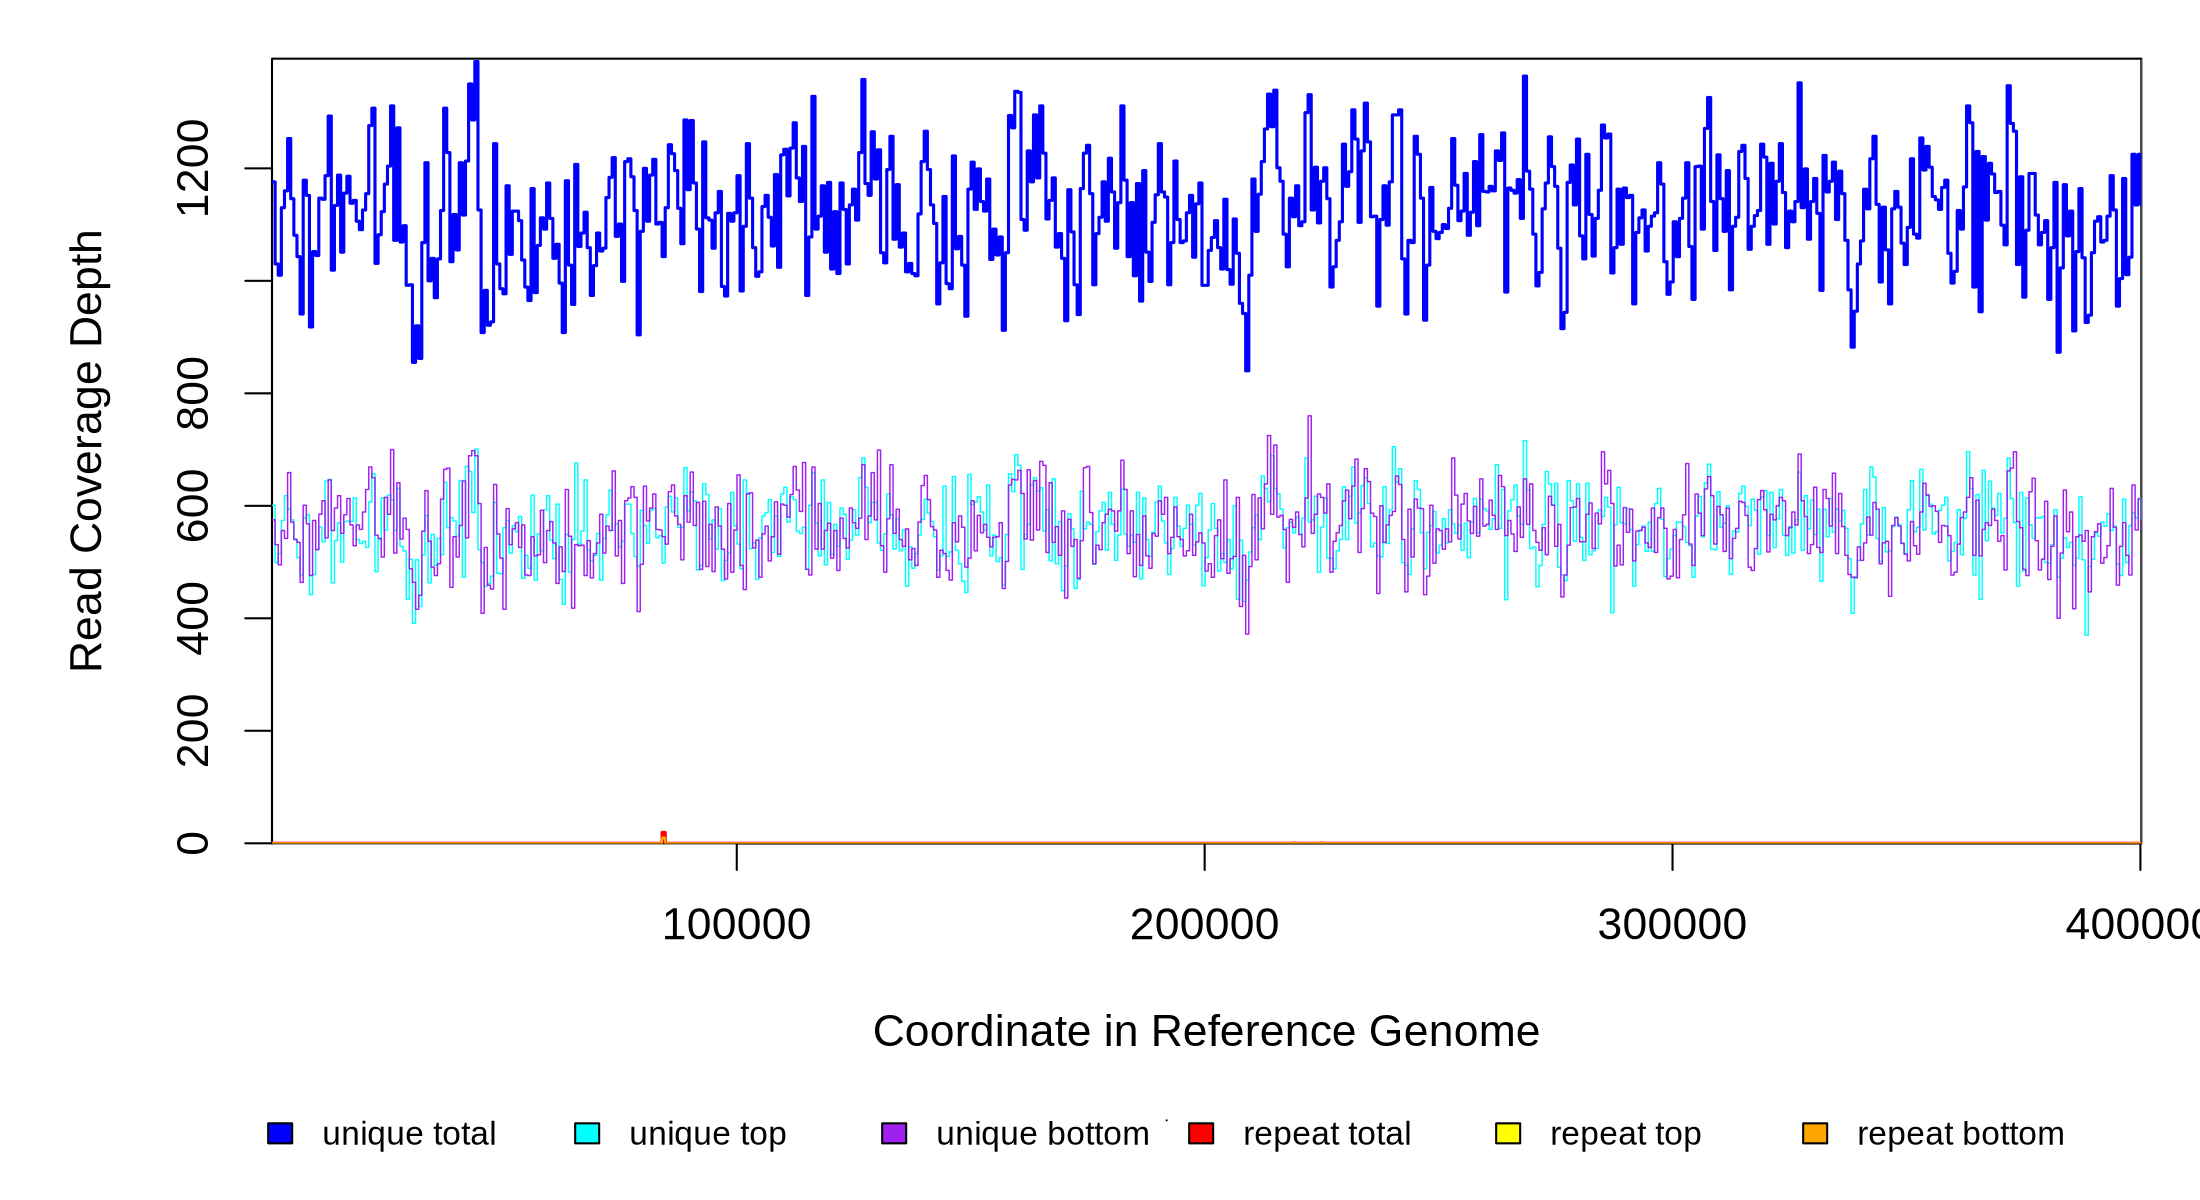 Read Coverage Depth
1200
800
600
400
200
0
100000 200000 300000 400000
Coordinate in Reference Genome
unique total unique top unique bottom repeat total repeat top repeat bottom